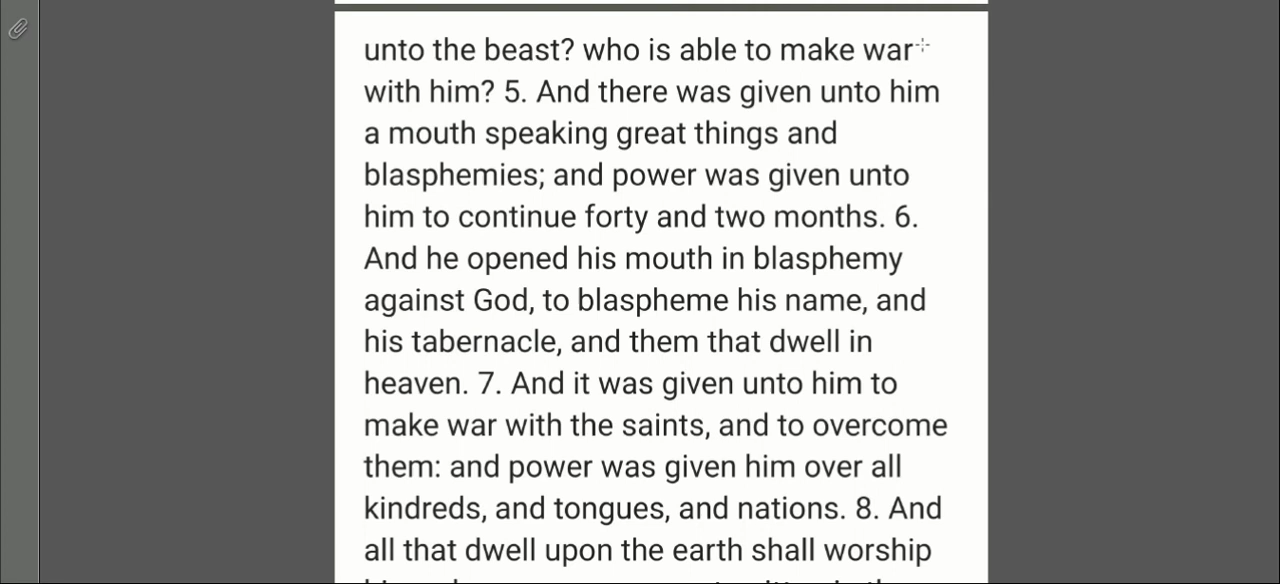 unto the beast? who is able to make war
with him? 5. And there was given unto him
a mouth speaking great things and
blasphemies; and power was given unto
him to continue forty and two months. 6.
And he opened his mouth in blasphemy
against God, to blaspheme his name, and
his tabernacle, and them that dwell in
heaven. 7. And it was given unto him to
make war with the saints, and to overcome
them: and power was given him over all
kindreds, and tongues, and nations. 8. And
all that dwell upon the earth shall worship